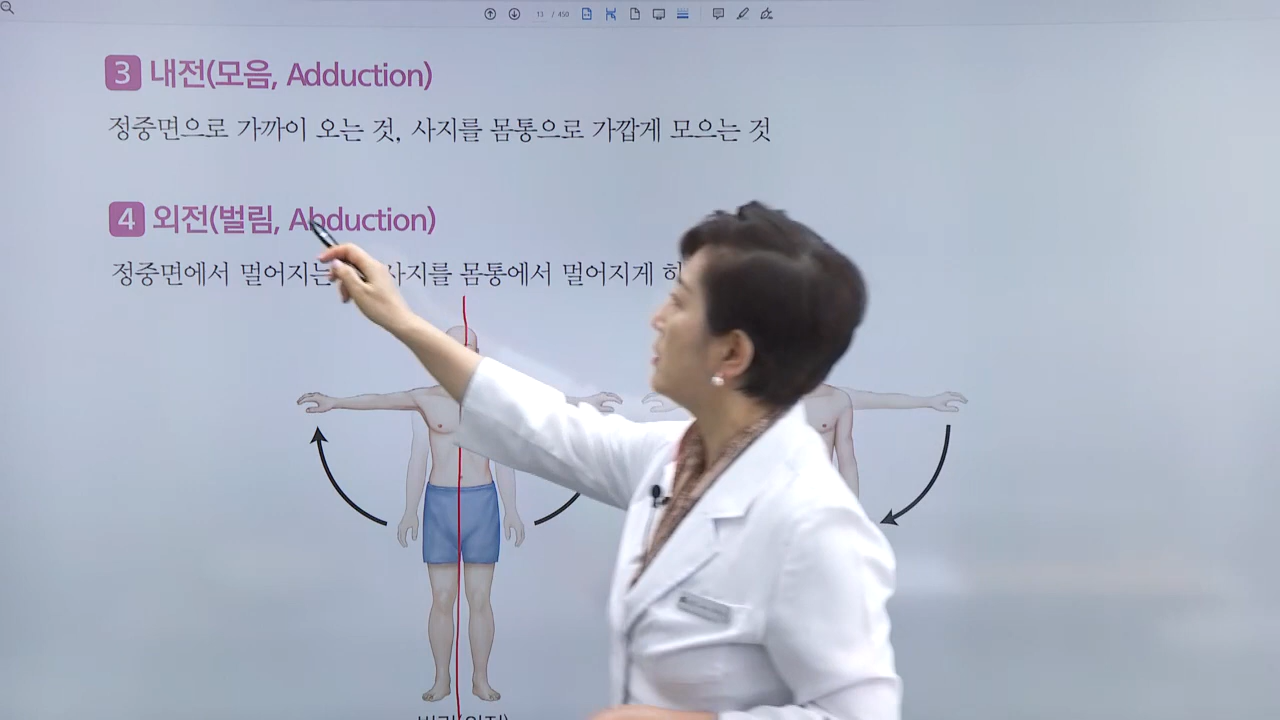 13 / 450
3 내전(모음, Adduction)
정중면으로 가까이 오는 것, 사지를 몸통으로 가깝게 모으는 것
4 외전(벌림, Abduction)
정중면에서 멀어지는 사지를 몸통에서 멀어지게 하